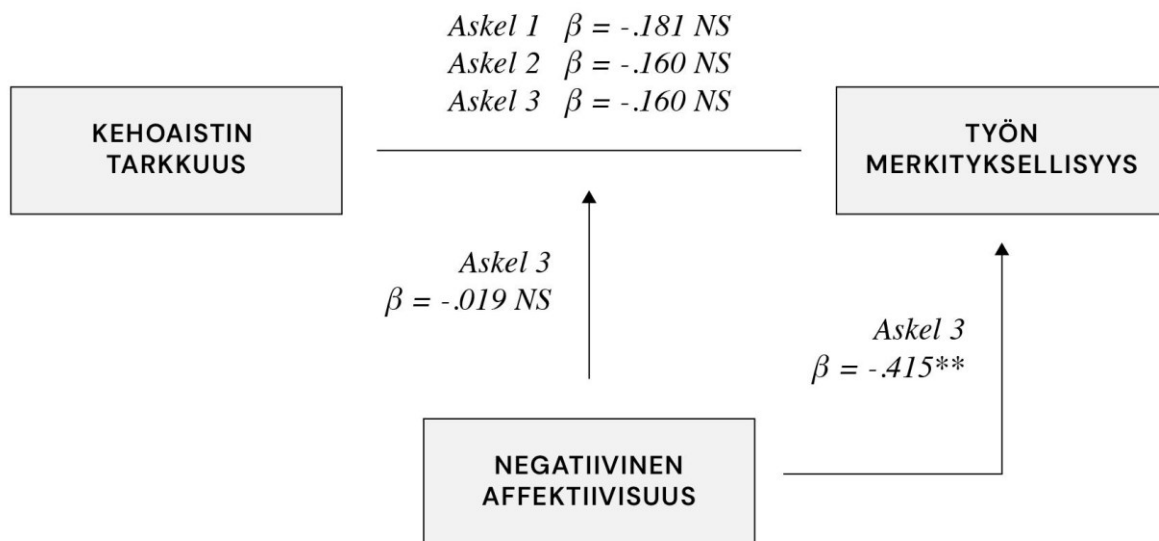 Askel 1 β = -.181 NS
Askel 2 β = -.160 NS
Askel 3 β = -.160 NS
KEHOAISTIN
TARKKUUS
TYÖN
MERKITYKSELLISYYS
Askel 3
β = -.019 NS
Askel 3
β = -.415**
NEGATIIVINEN
AFFEKTIIVISUUS